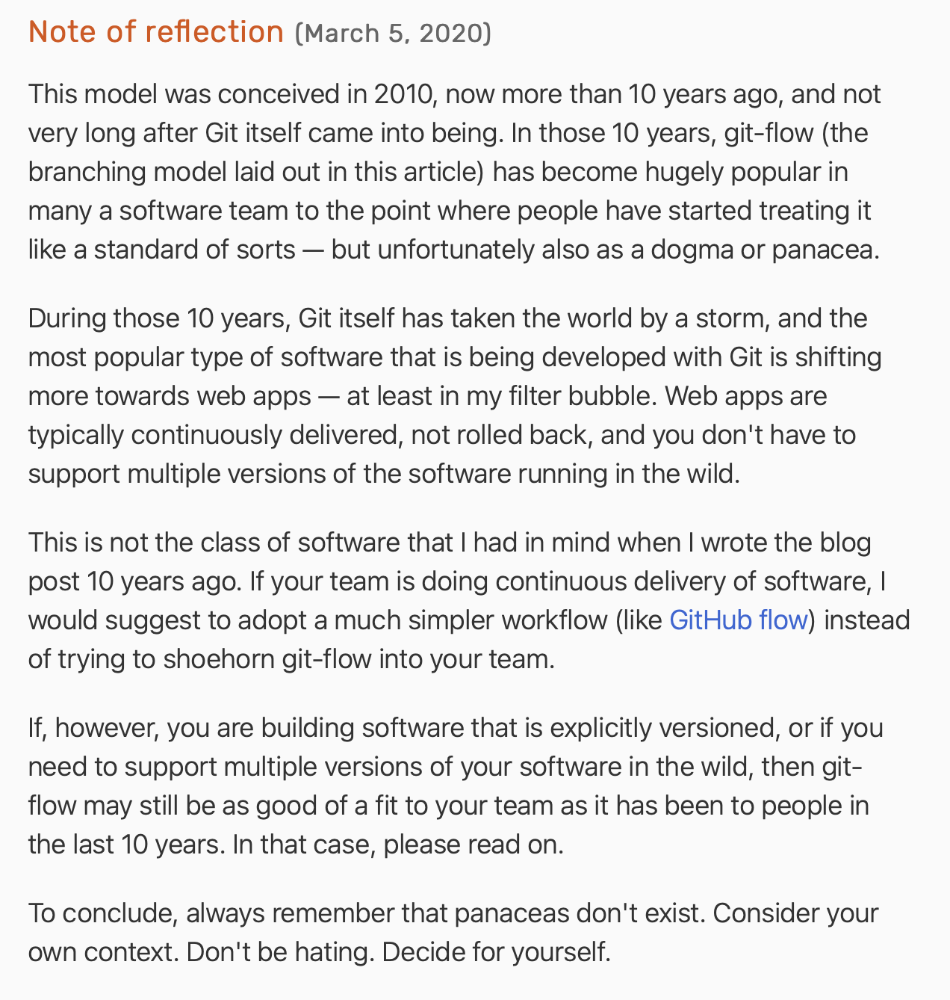 Note of reflection (March 5, 2020)
This model was conceived in 2010, now more than 10 years ago, and not
very long after Git itself came into being. In those 10 years, git-flow (the
branching model laid out in this article) has become hugely popular in
many a software team to the point where people have started treating it
like a standard of sorts — but unfortunately also as a dogma or panacea.
During those 10 years, Git itself has taken the world by a storm, and the
most popular type of software that is being developed with Git is shifting
more towards web apps — at least in my filter bubble. Web apps are
typically continuously delivered, not rolled back, and you don't have to
support multiple versions of the software running in the wild.
This is not the class of software that I had in mind when I wrote the blog
post 10 years ago. If your team is doing continuous delivery of software, I
would suggest to adopt a much simpler workflow (like GitHub flow) instead
of trying to shoehorn git-flow into your team.
If, however, you are building software that is explicitly versioned, or if you
need to support multiple versions of your software in the wild, then git-
flow may still be as good of a fit to your team as it has been to people in
the last 10 years. In that case, please read on.
To conclude, always remember that panaceas don't exist. Consider your
own context. Don't be hating. Decide for yourself.